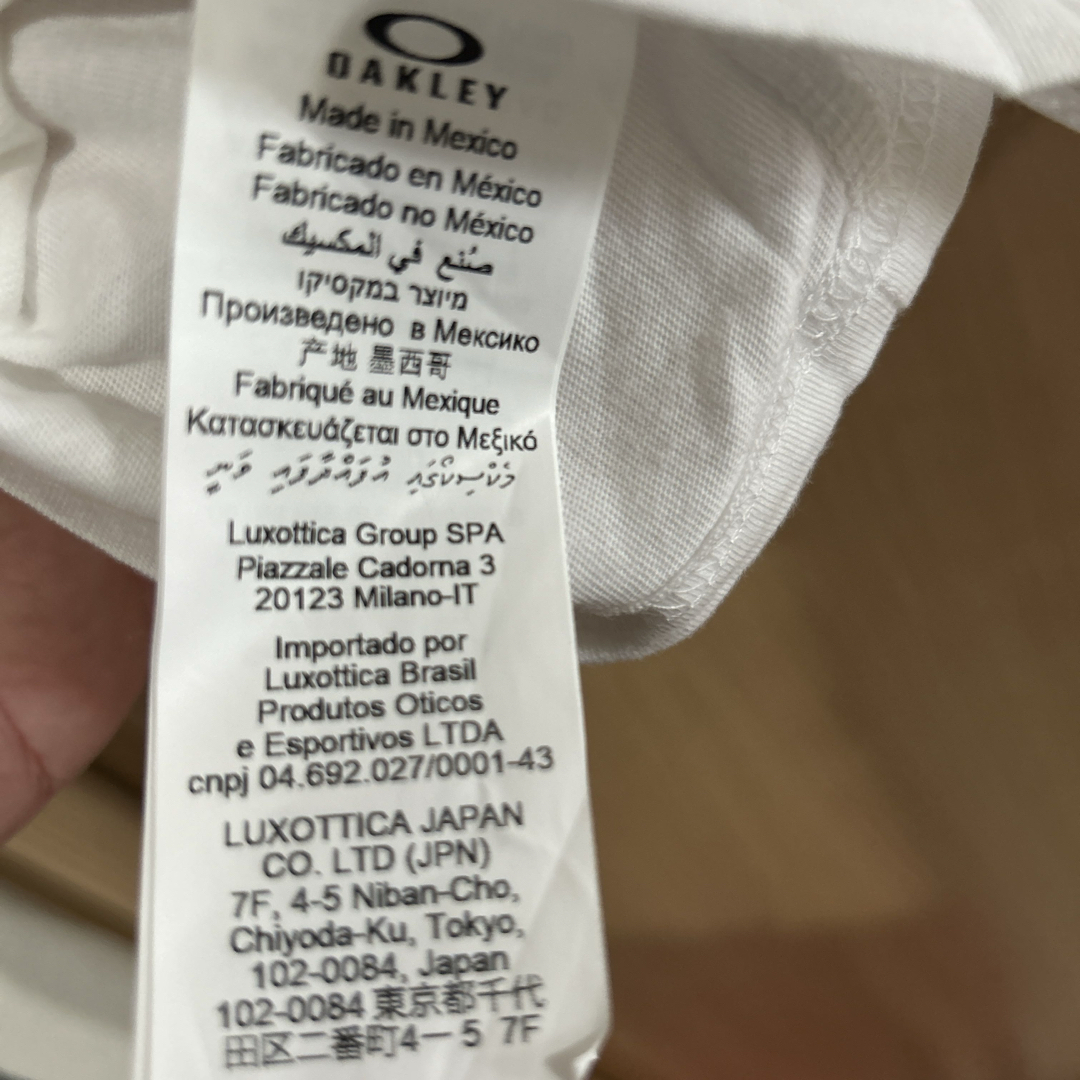 OAKLEY
Made in Mexico
Fabricado en México
Fabricado no México
صُنع في المكسيك
מיוצר במקסיקו
Произведено в Мексико
产地 墨西哥
Fabriqué au Mexique
Κατασκευάζεται στο Μεξικό
Luxottica Group SPA
Piazzale Cadorna 3
20123 Milano-IT
Importado por
Luxottica Brasil
Produtos Oticos
e Esportivos LTDA
cnpj 04.692.027/0001-43
LUXOTTICA JAPAN
CO. LTD (JPN)
7F, 4-5 Niban-Cho,
Chiyoda-Ku, Tokyo,
102-0084, Japan
102-0084 東京都千代
田区二番町4一 5 7F